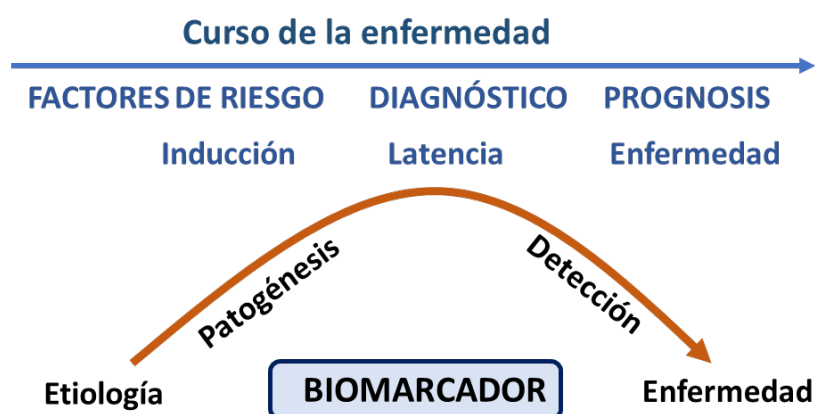 Curso de la enfermedad
FACTORES DE RIESGO DIAGNÓSTICO PROGNOSIS
Inducción Latencia Enfermedad
Patogénesis Detección
Etiología BIOMARCADOR Enfermedad